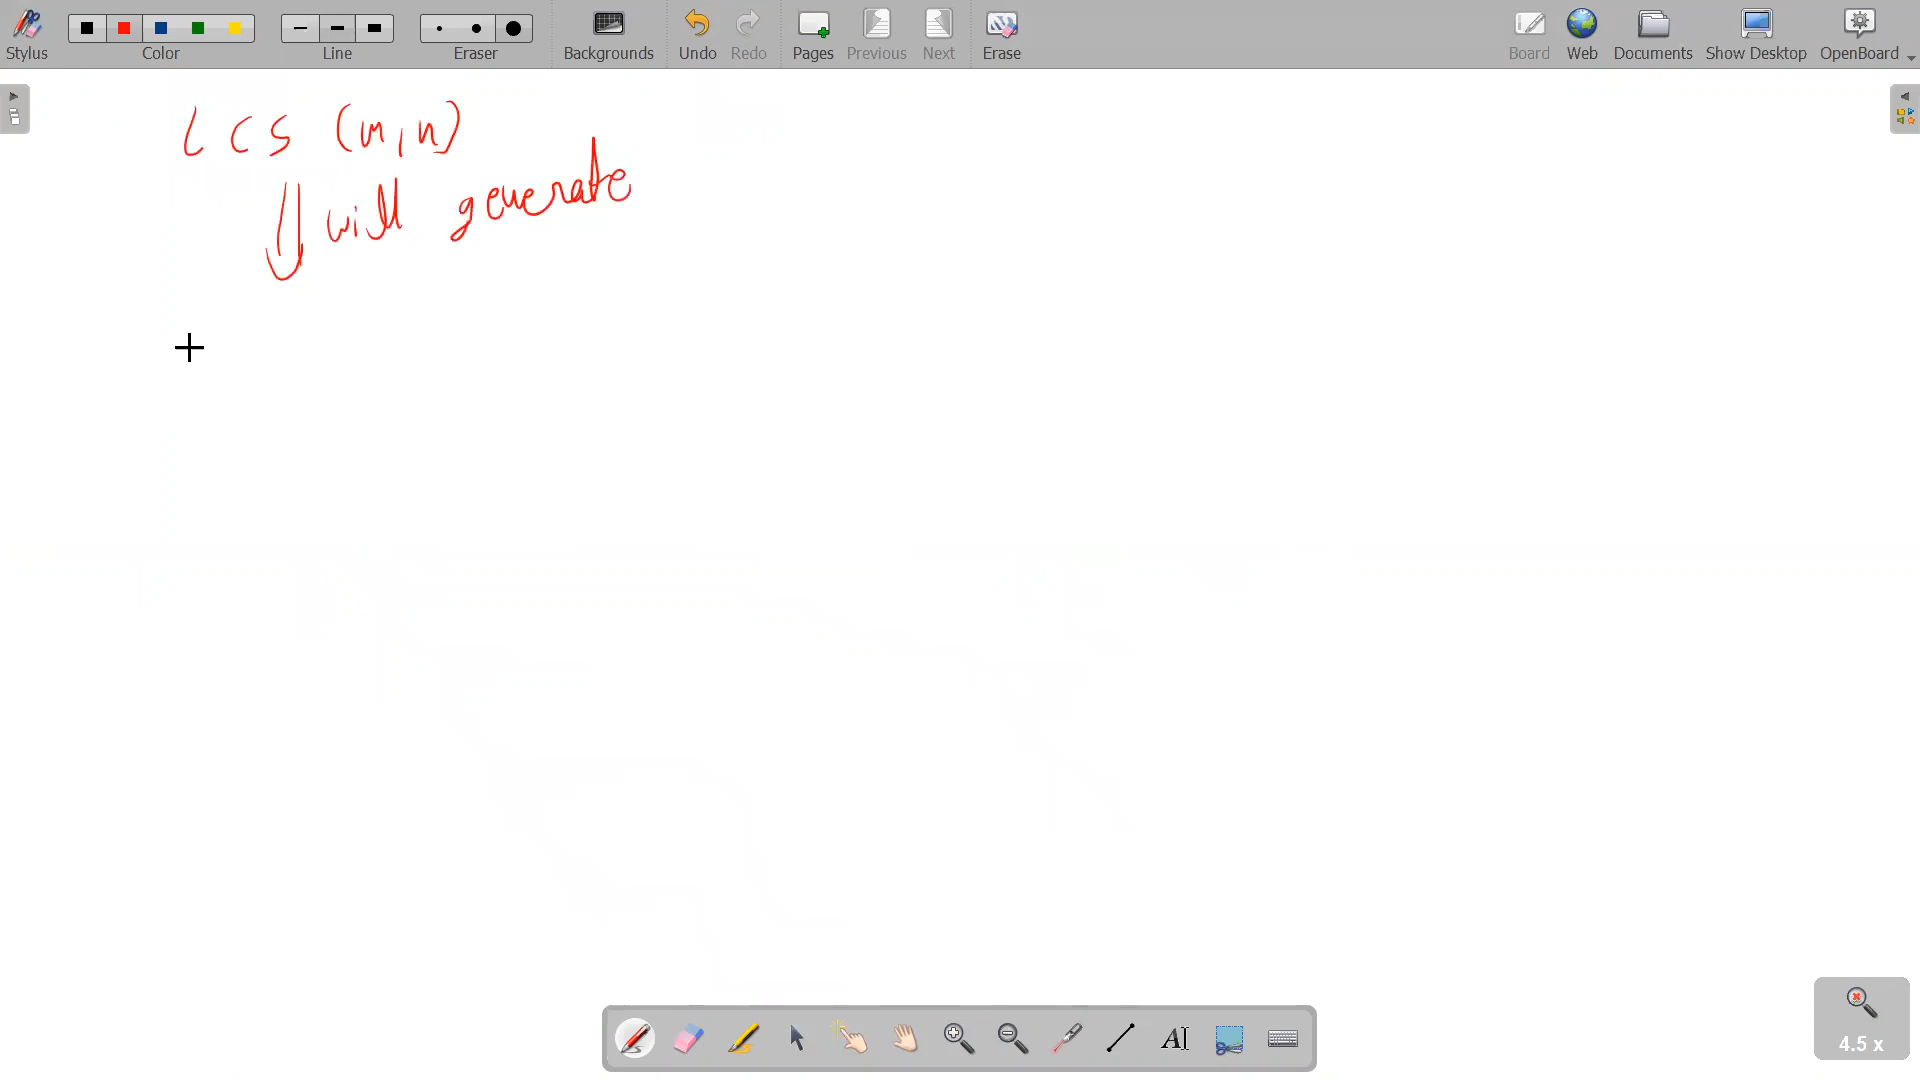 Stylus Color Line Eraser Backgrounds Undo Redo Pages Previous Next Erase Board Web Documents Show Desktop OpenBoard
LCS (m,n)
will generate
AI
4.5 x